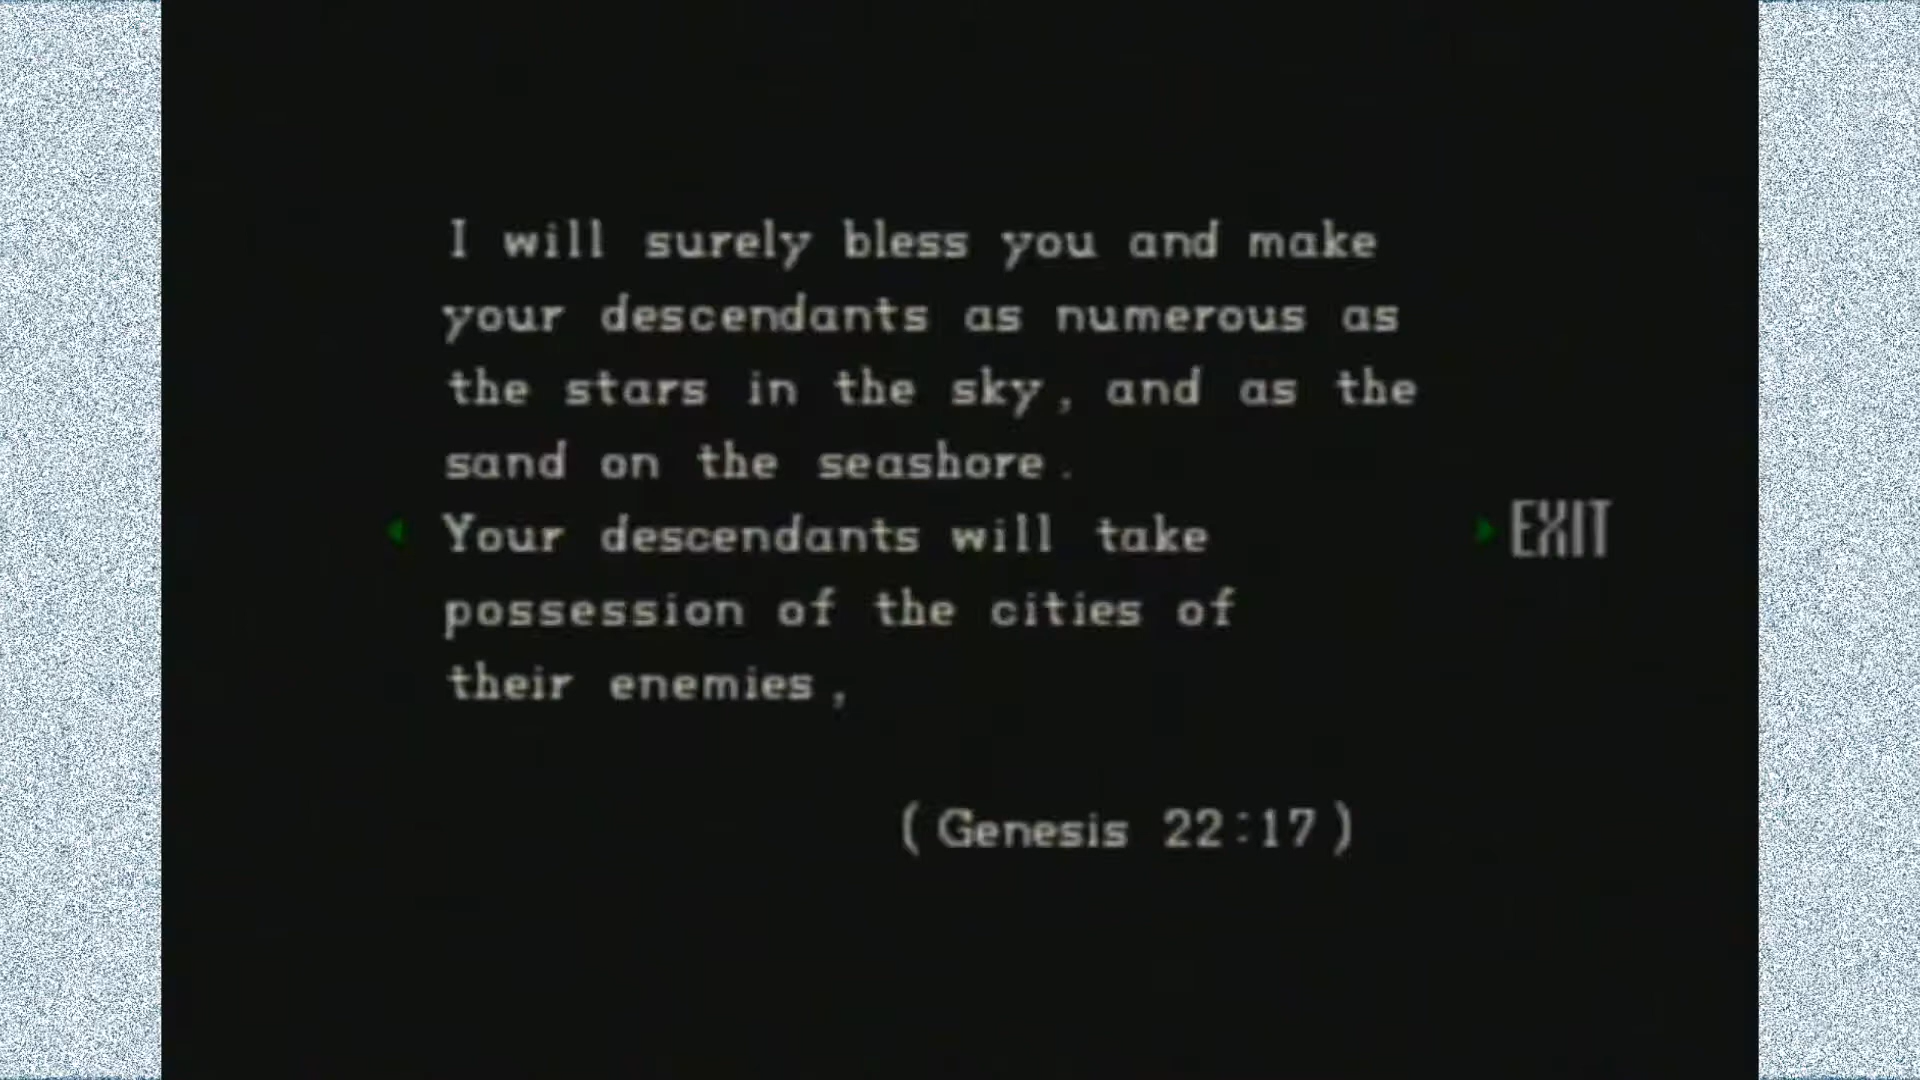 I will surely bless you and make
your descendants as numerous as
the stars in the sky, and as the
sand on the seashore.
Your descendants will take
possession of the cities of
their enemies,
(Genesis 22:17)
EXIT